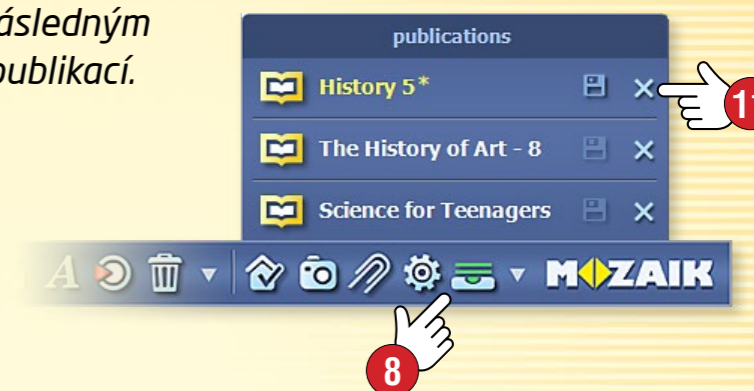 ásledným
publikací.
publications
History 5*
The History of Art - 8
Science for Teenagers
A
MOZAIK
8
11